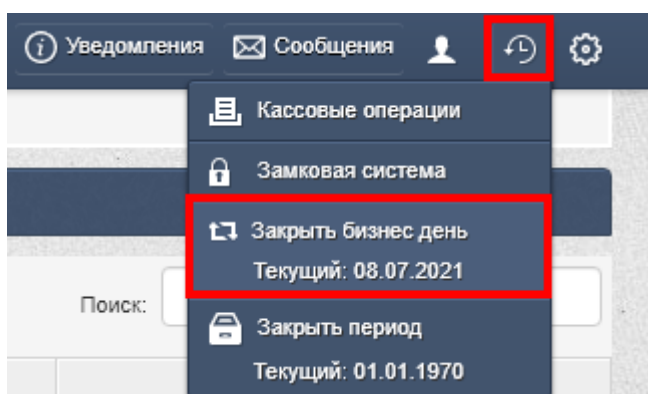 Уведомления Сообщения
Кассовые операции
Замковая система
Закрыть бизнес день
Текущий: 08.07.2021
Поиск:
Закрыть период
Текущий: 01.01.1970